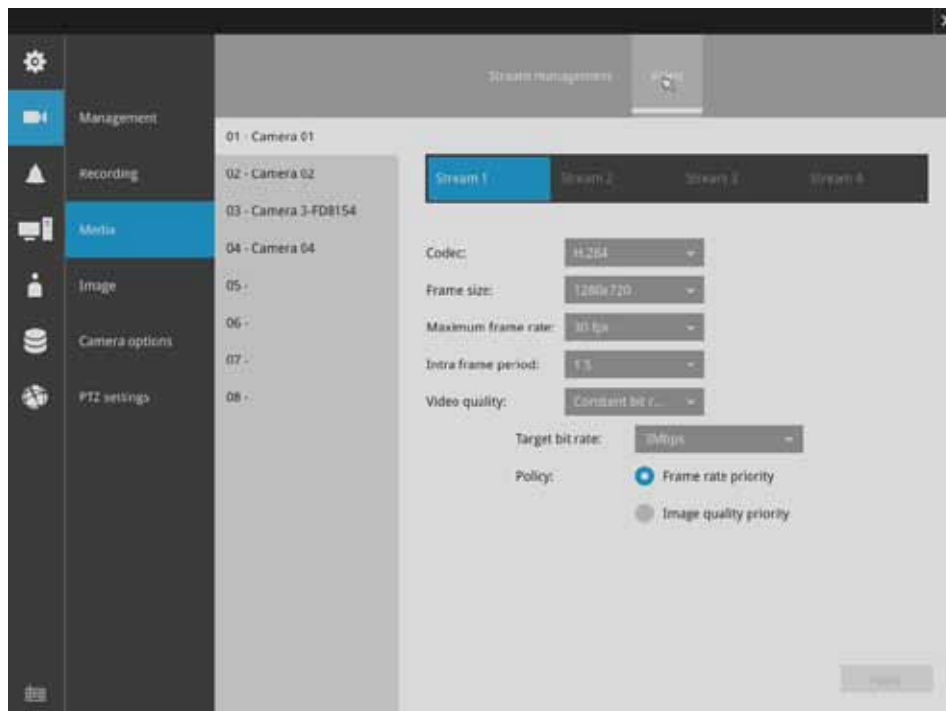 Stream management
Management
Recording
Media
Image
Camera options
PTZ settings
01 - Camera 01
02 - Camera 02
03 - Camera 3-FD8154
04 - Camera 04
05 -
06 -
07 -
08 -
Stream 1
Stream 2
Stream 3
Stream 4
Codec:
H.264
Frame size:
1280x720
Maximum frame rate:
30 fps
Intra frame period:
1 S
Video quality:
Constant bit r...
Target bit rate:
Policy:
Frame rate priority
Image quality priority